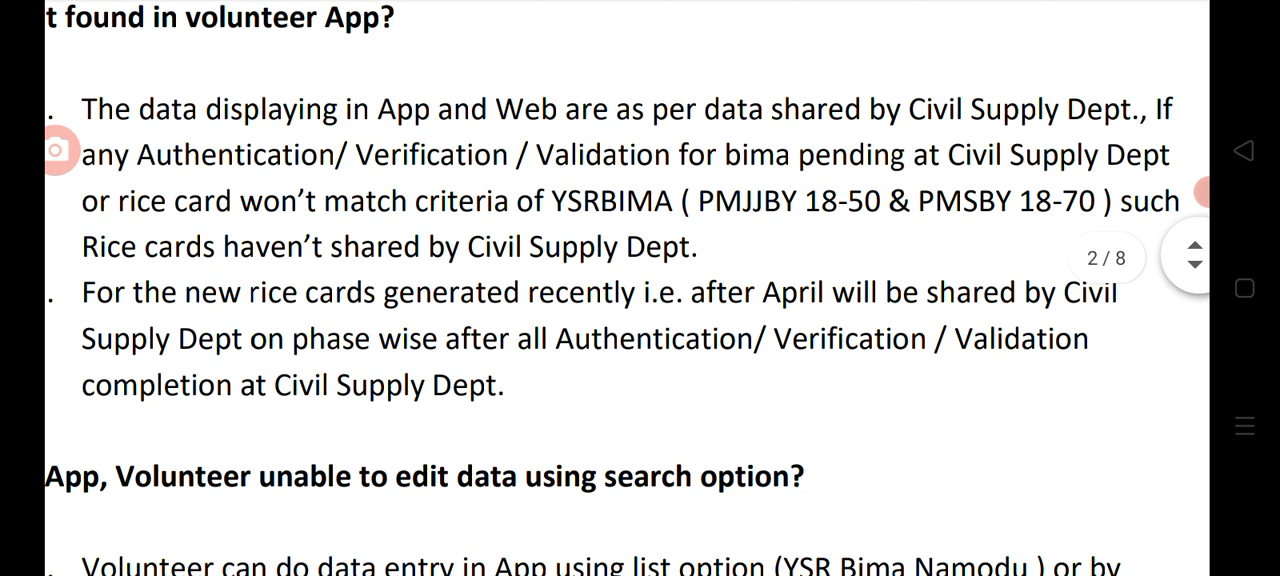 t found in volunteer App?
. The data displaying in App and Web are as per data shared by Civil Supply Dept., If
any Authentication/ Verification / Validation for bima pending at Civil Supply Dept
or rice card won’t match criteria of YSRBIMA ( PMJJBY 18-50 & PMSBY 18-70 ) such
Rice cards haven’t shared by Civil Supply Dept.
2 / 8
. For the new rice cards generated recently i.e. after April will be shared by Civil
Supply Dept on phase wise after all Authentication/ Verification / Validation
completion at Civil Supply Dept.
App, Volunteer unable to edit data using search option?
. Volunteer can do data entry in App using list option (YSR Bima Namodu ) or by